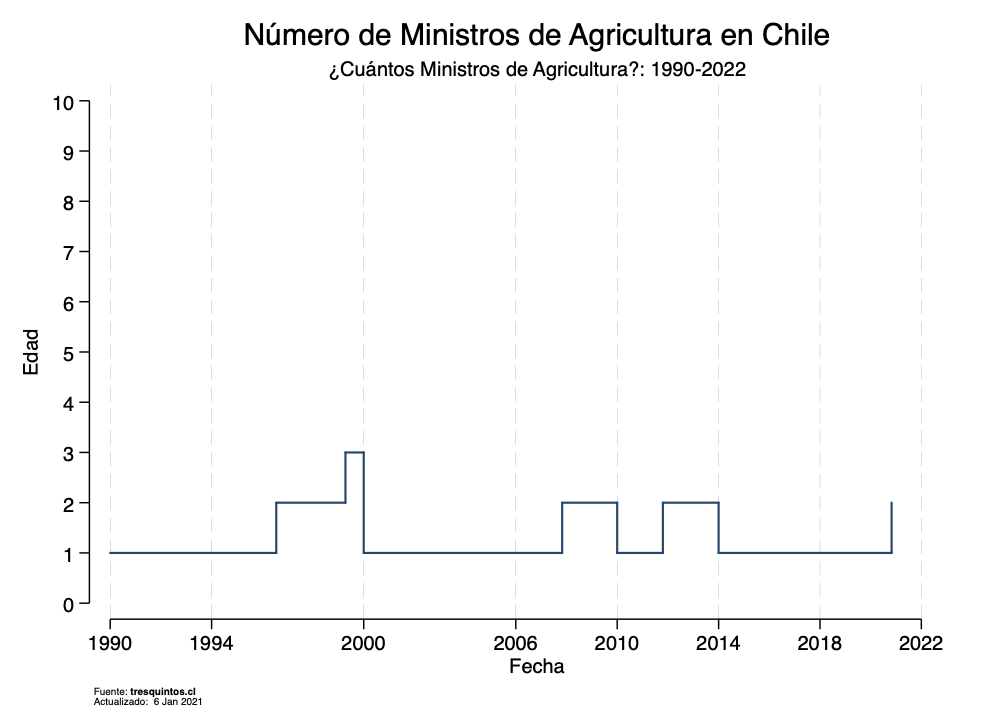 Número de Ministros de Agricultura en Chile
¿Cuántos Ministros de Agricultura?: 1990-2022
10
9
8
7
6
5
4
3
2
1
0
Edad
1990 1994 2000 2006 2010 2014 2018 2022
Fecha
Fuente: tresquintos.cl
Actualizado: 6 Jan 2021